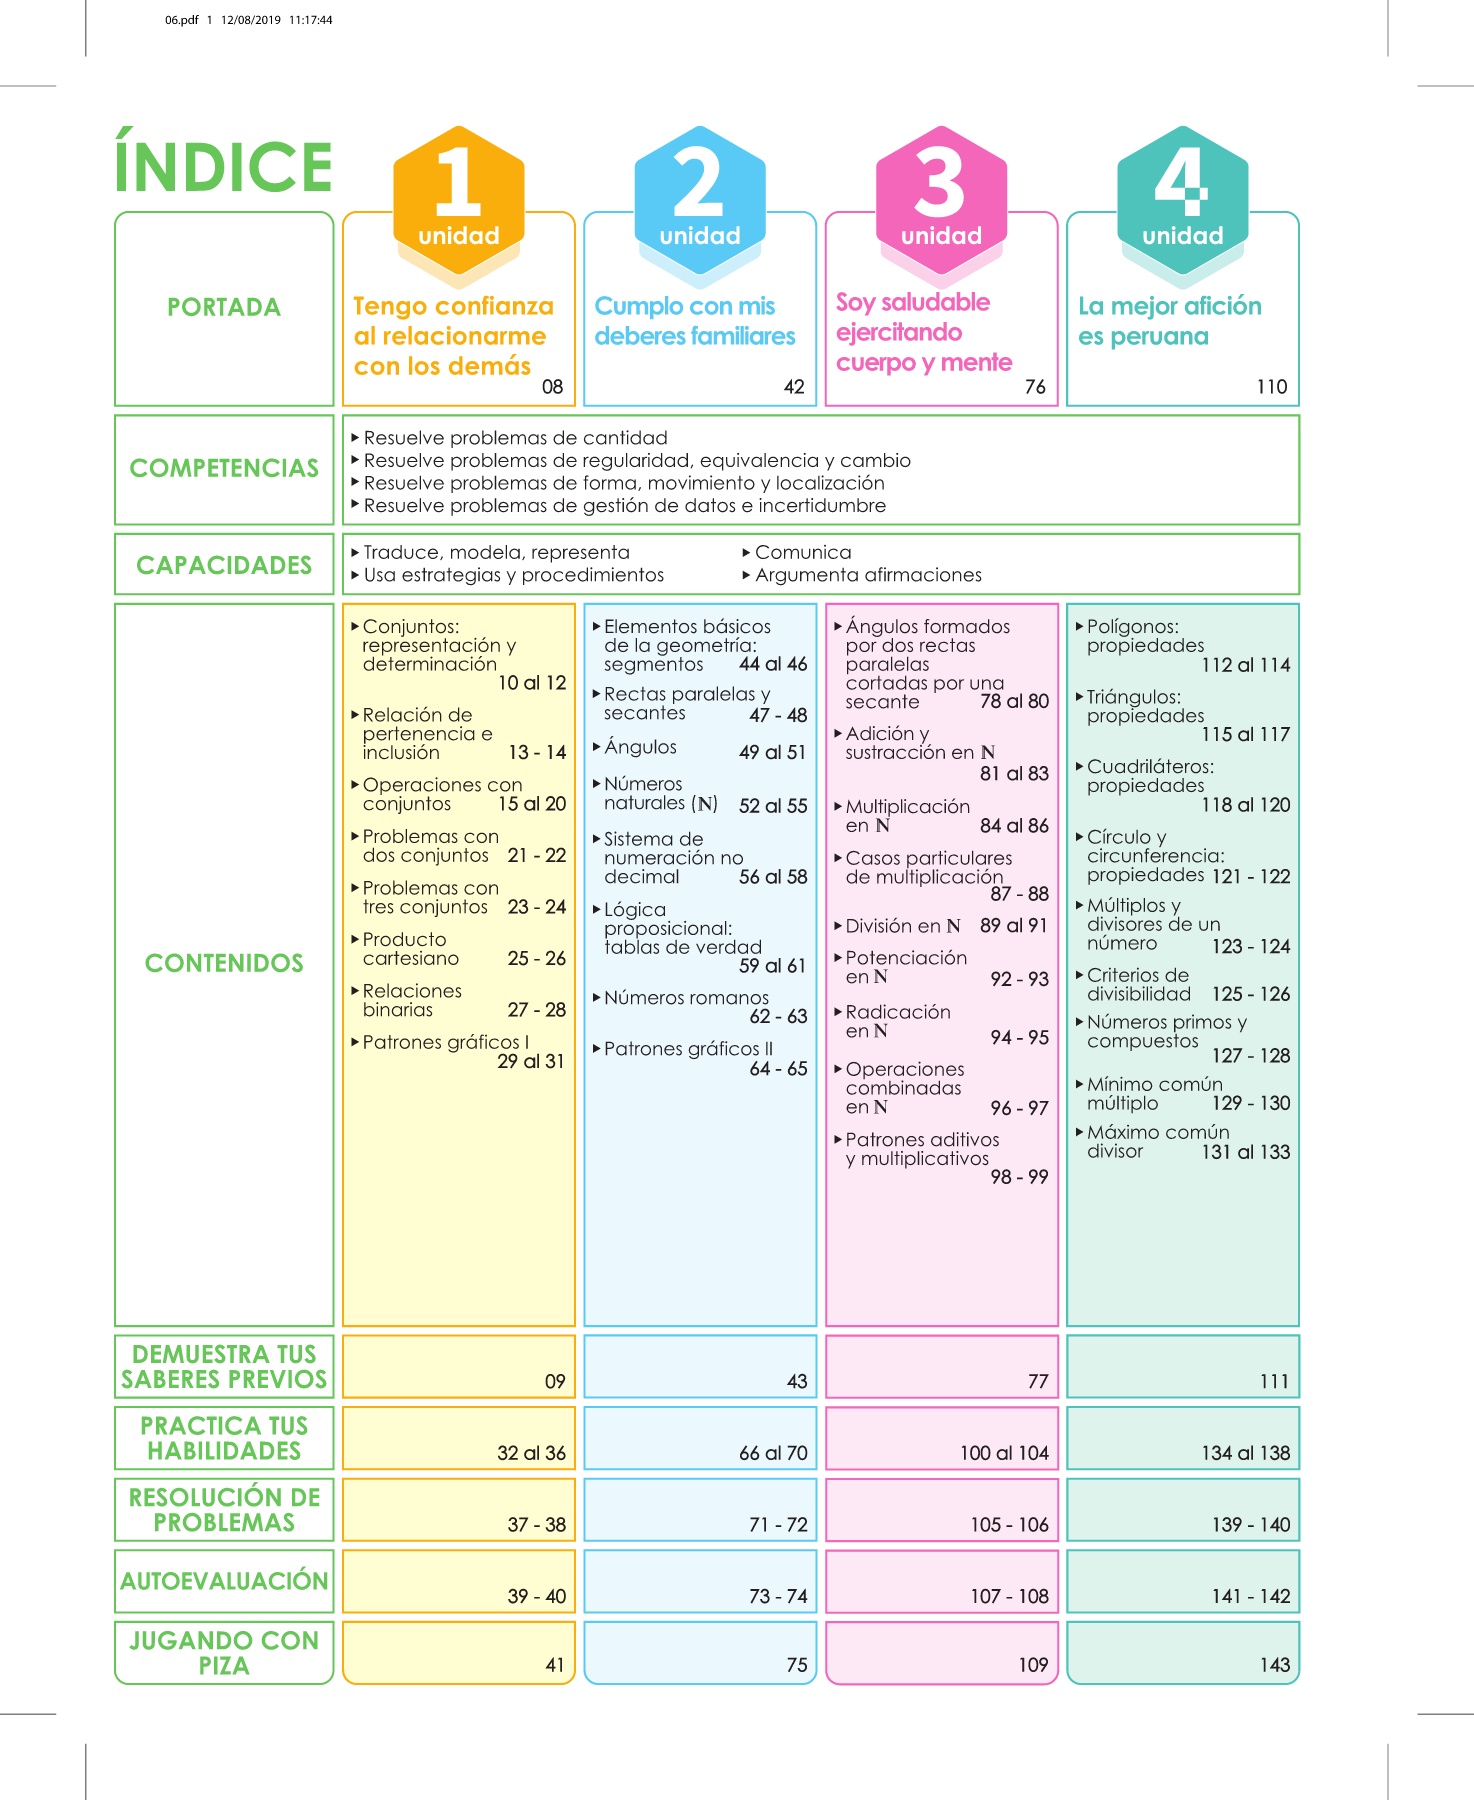 06.pdf 1 12/08/2019 11:17:44
ÍNDICE
1
unidad
2
unidad
3
unidad
4
unidad
PORTADA
Tengo confianza
al relacionarme
con los demás
08
Cumplo con mis
deberes familiares
42
Soy saludable
ejercitando
cuerpo y mente
76
La mejor afición
es peruana
110
COMPETENCIAS
Resuelve problemas de cantidad
Resuelve problemas de regularidad, equivalencia y cambio
Resuelve problemas de forma, movimiento y localización
Resuelve problemas de gestión de datos e incertidumbre
CAPACIDADES
Traduce, modela, representa
Usa estrategias y procedimientos
Comunica
Argumenta afirmaciones
CONTENIDOS
Conjuntos:
representación y
determinación
10 al 12
Relación de
pertenencia e
inclusión 13 - 14
Operaciones con
conjuntos 15 al 20
Problemas con
dos conjuntos 21 - 22
Problemas con
tres conjuntos 23 - 24
Producto
cartesiano 25 - 26
Relaciones
binarias 27 - 28
Patrones gráficos I
29 al 31
Elementos básicos
de la geometría:
segmentos 44 al 46
Rectas paralelas y
secantes 47 - 48
Ángulos 49 al 51
Números
naturales (N) 52 al 55
Sistema de
numeración no
decimal 56 al 58
Lógica
proposicional:
tablas de verdad
59 al 61
Números romanos
62 - 63
Patrones gráficos II
64 - 65
Ángulos formados
por dos rectas
paralelas
cortadas por una
secante 78 al 80
Adición y
sustracción en N
81 al 83
Multiplicación
en N 84 al 86
Casos particulares
de multiplicación
87 - 88
División en N 89 al 91
Potenciación
en N 92 - 93
Radicación
en N 94 - 95
Operaciones
combinadas
en N 96 - 97
Patrones aditivos
y multiplicativos
98 - 99
Polígonos:
propiedades
112 al 114
Triángulos:
propiedades
115 al 117
Cuadriláteros:
propiedades
118 al 120
Círculo y
circunferencia:
propiedades 121 - 122
Múltiplos y
divisores de un
número 123 - 124
Criterios de
divisibilidad 125 - 126
Números primos y
compuestos
127 - 128
Mínimo común
múltiplo 129 - 130
Máximo común
divisor 131 al 133
DEMUESTRA TUS
SABERES PREVIOS
09
43
77
111
PRACTICA TUS
HABILIDADES
32 al 36
66 al 70
100 al 104
134 al 138
RESOLUCIÓN DE
PROBLEMAS
37 - 38
71 - 72
105 - 106
139 - 140
AUTOEVALUACIÓN
39 - 40
73 - 74
107 - 108
141 - 142
JUGANDO CON
PIZA
41
75
109
143